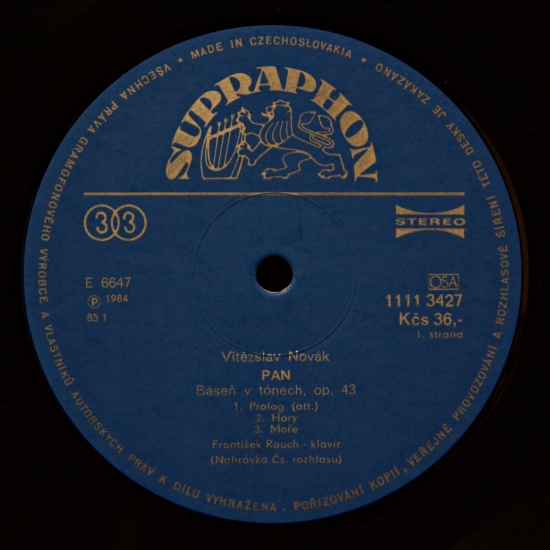 • MADE IN CZECHOSLOVAKIA •
VŠECHNA PRÁVA GRAMOFONOVÉHO VÝROBCE A VLASTNÍKŮ AUTORSKÝCH PRÁV K DÍLU VYHRAŽENA. POŘIZOVÁNÍ KOPIÍ, VEŘEJNÉ PROVOZOVÁNÍ A ROZHLASOVÉ ŠÍŘENÍ TÉTO DESKY JE ZAKÁZÁNO
SUPRAPHON
33
STEREO
E 6647
℗ 1984
85 1
OSA
1111 3427
Kčs 36,-
1. strana
Vítězslav Novák
PAN
Báseň v tónech, op. 43
1. Prolog (att.)
2. Hory
3. Moře
František Rauch - klavír
(Nahrávka Čs. rozhlasu)